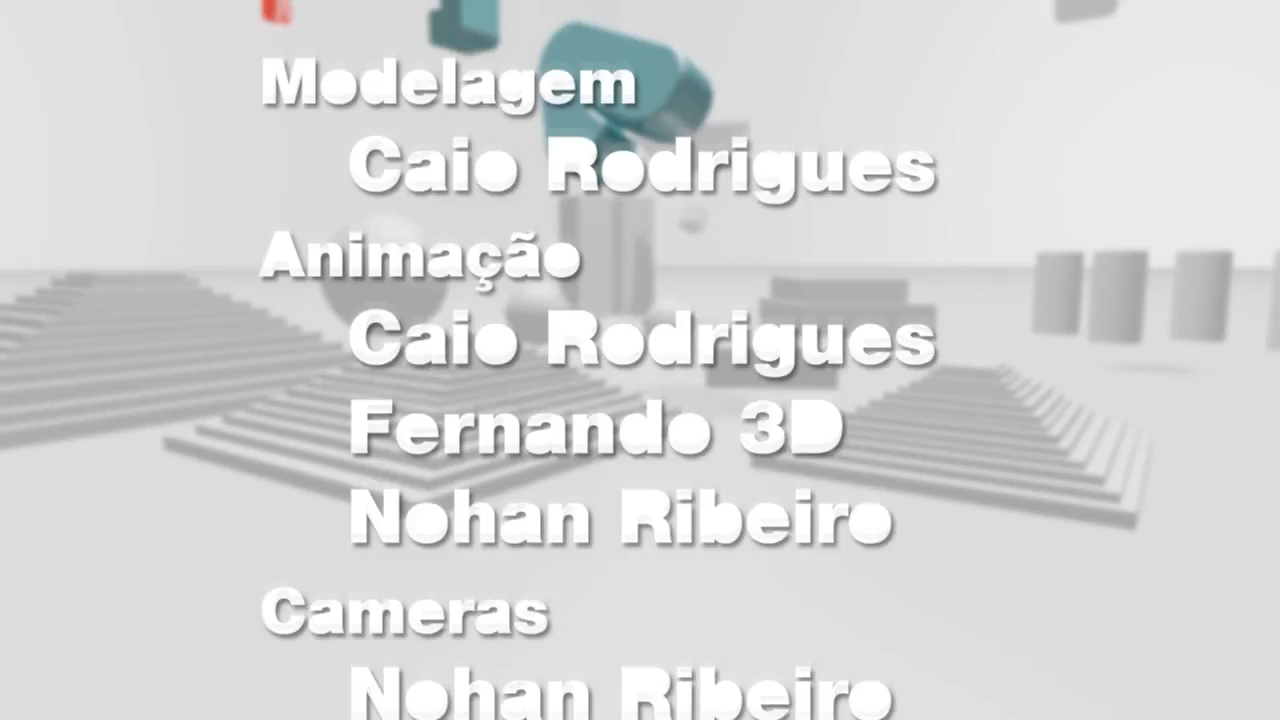 Modelagem
Caio Rodrigues
Animação
Caio Rodrigues
Fernando 3D
Nohan Ribeiro
Cameras
Nohan Ribeiro